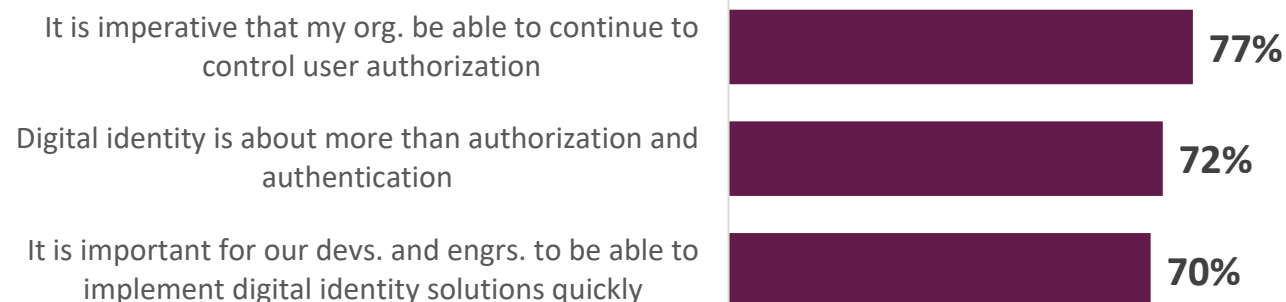 It is imperative that my org. be able to continue to
control user authorization
77%
Digital identity is about more than authorization and
authentication
72%
It is important for our devs. and engrs. to be able to
implement digital identity solutions quickly
70%